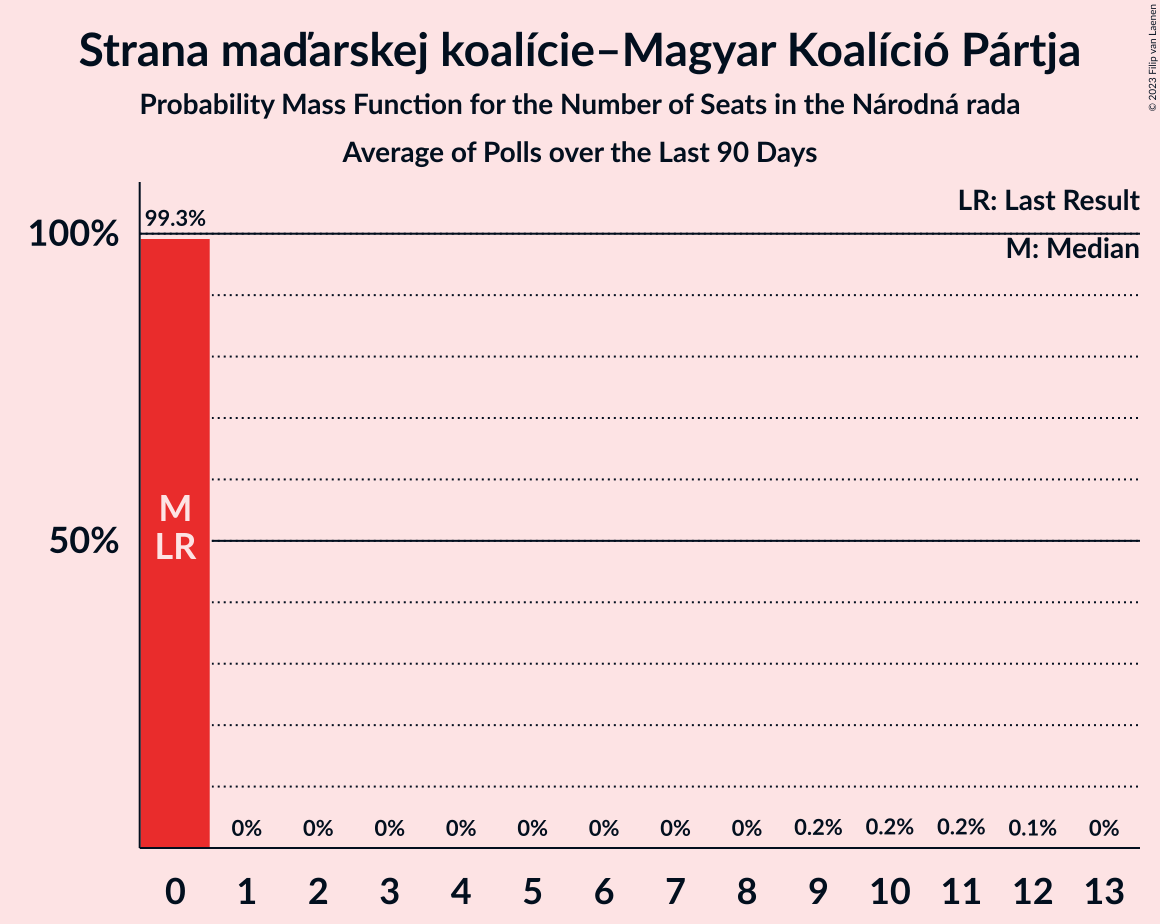 Strana maďarskej koalície–Magyar Koalíció Pártja
Probability Mass Function for the Number of Seats in the Národná rada
Average of Polls over the Last 90 Days
© 2023 Filip van Laenen
LR: Last Result
M: Median
100%
50%
99.3%
M
LR
0% 0% 0% 0% 0% 0% 0% 0% 0.2% 0.2% 0.2% 0.1% 0%
0 1 2 3 4 5 6 7 8 9 10 11 12 13